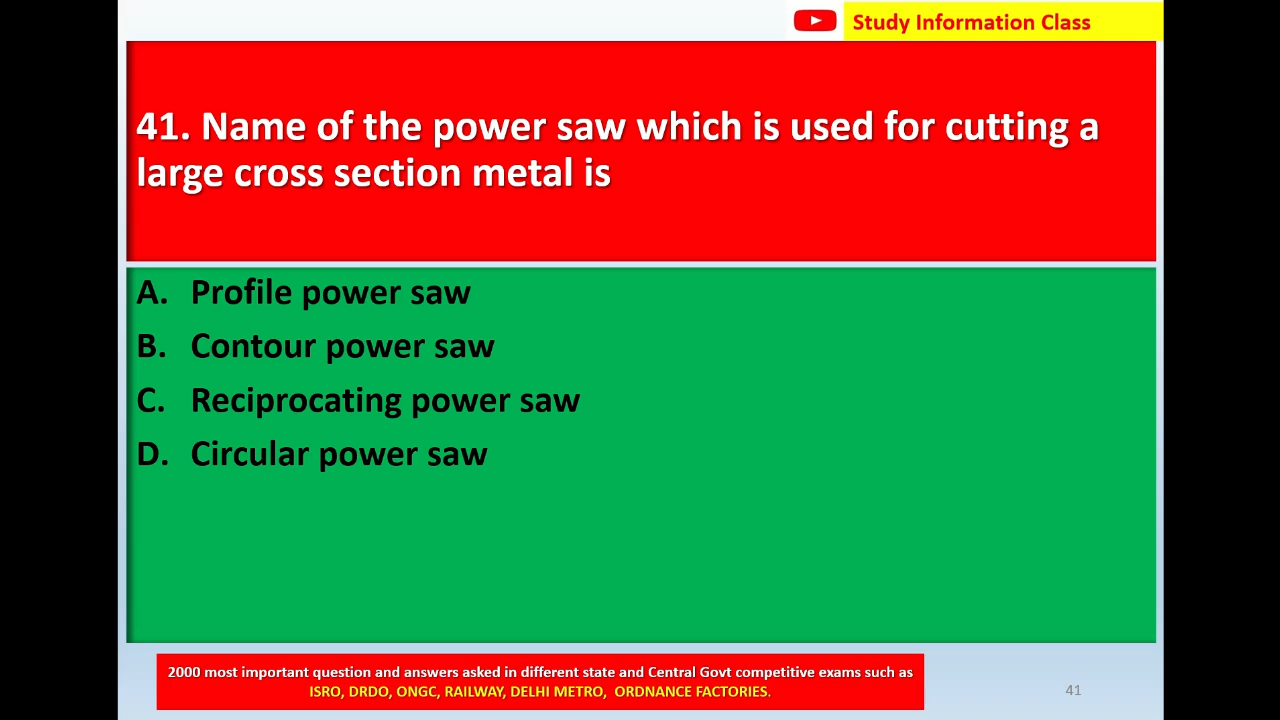 Study Information Class
41. Name of the power saw which is used for cutting a
large cross section metal is
A. Profile power saw
B. Contour power saw
C. Reciprocating power saw
D. Circular power saw
2000 most important question and answers asked in different state and Central Govt competitive exams such as
ISRO, DRDO, ONGC, RAILWAY, DELHI METRO, ORDNANCE FACTORIES.
41